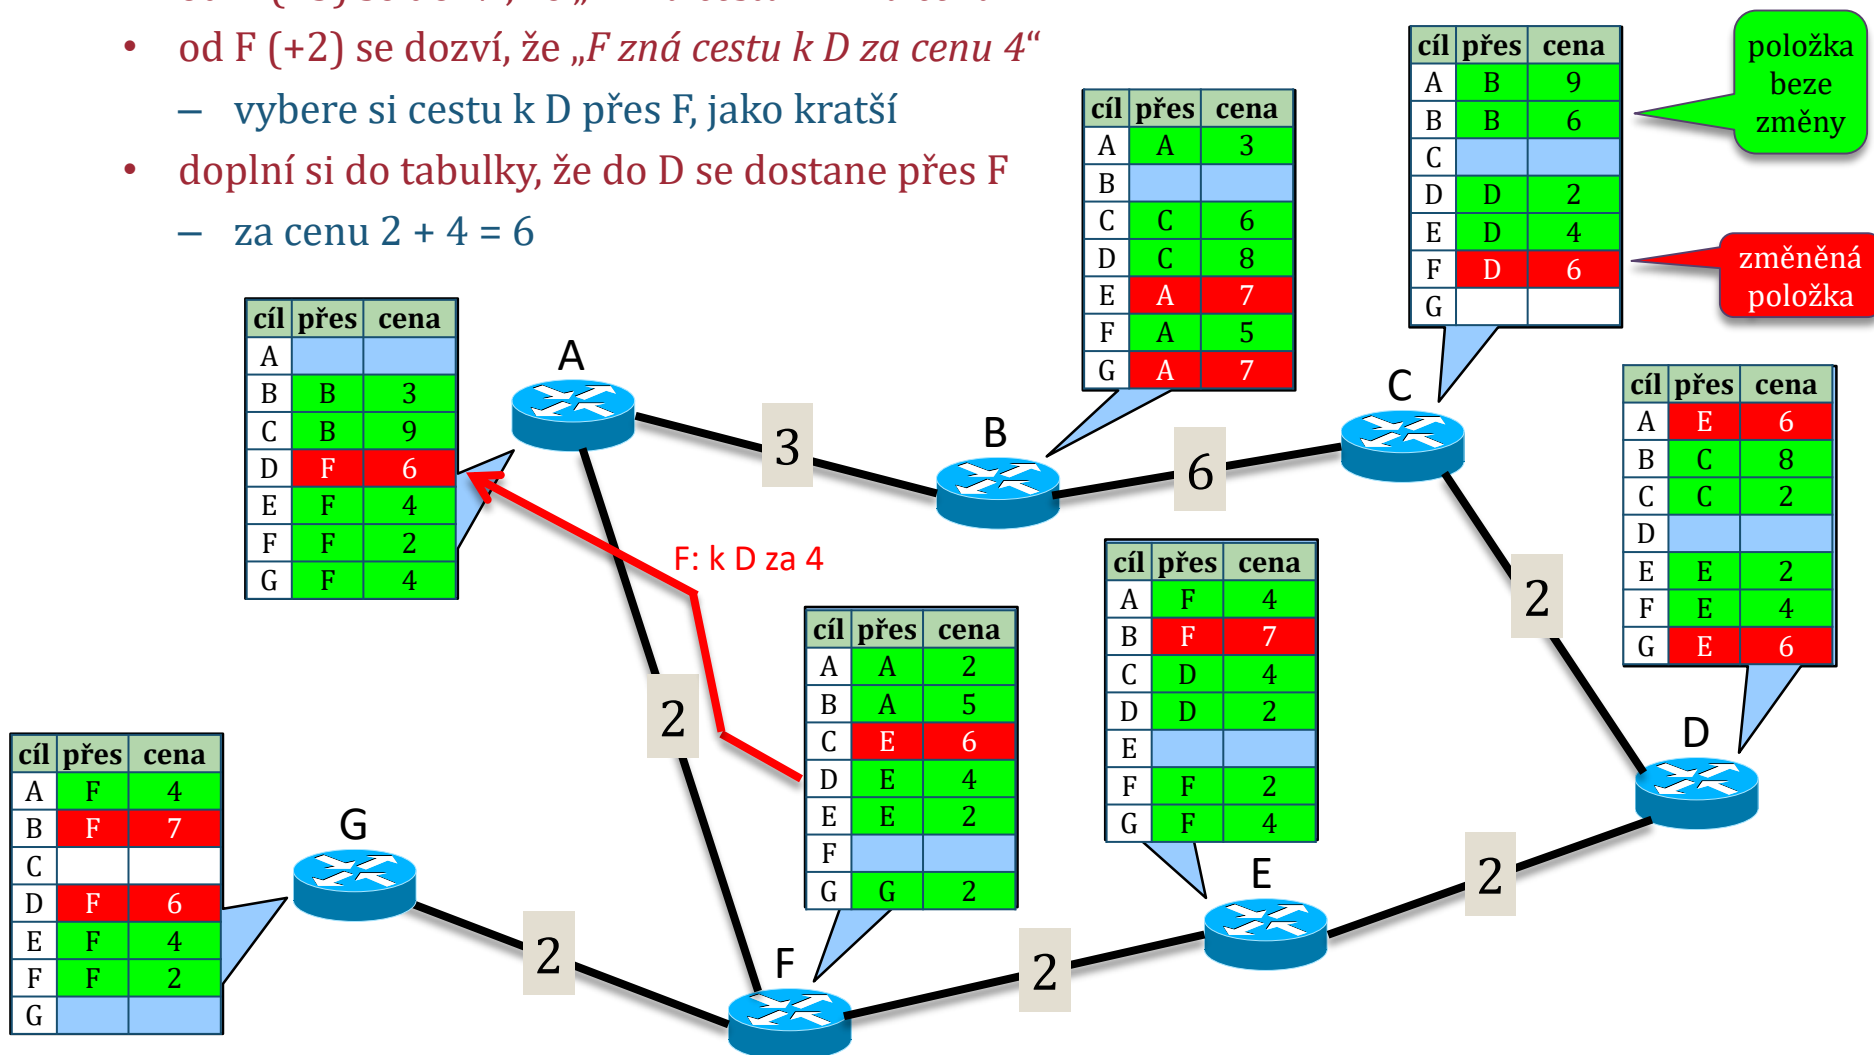 • od F (+2) se dozví, že „F zná cestu k D za cenu 4“
– vybere si cestu k D přes F, jako kratší
• doplní si do tabulky, že do D se dostane přes F
– za cenu 2 + 4 = 6
cíl přes cena
A B 9
B B 6
C
D D 2
E D 4
F D 6
G
položka
beze
změny
změněná
položka
cíl přes cena
A A 3
B
C C 6
D C 8
E A 7
F A 5
G A 7
cíl přes cena
A
B B 3
C B 9
D F 6
E F 4
F F 2
G F 4
A
3
B
6
C
cíl přes cena
A E 6
B C 8
C C 2
D
E E 2
F E 4
G E 6
F: k D za 4
2
2
cíl přes cena
A A 2
B A 5
C E 6
D E 4
E E 2
F
G G 2
cíl přes cena
A F 4
B F 7
C D 4
D D 2
E
F F 2
G F 4
D
cíl přes cena
A F 4
B F 7
C
D F 6
E F 4
F F 2
G
G
2
F
2
E
2